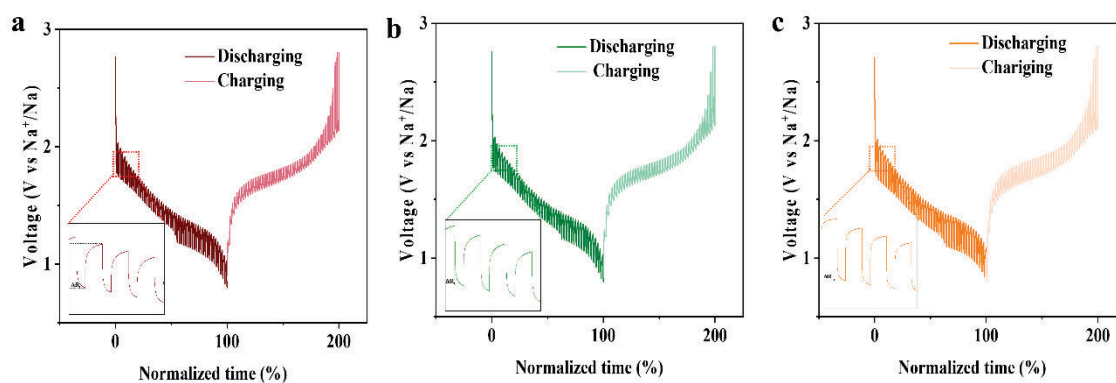 a
3
2
1
Voltage (V vs Na⁺/Na)
Discharging
Charging
0
100
200
Normalized time (%)
b
3
2
1
Voltage (V vs Na⁺/Na)
Discharging
Charging
0
100
200
Normalized time (%)
c
3
2
1
Voltage (V vs Na⁺/Na)
Discharging
Chariging
0
100
200
Normalized time (%)